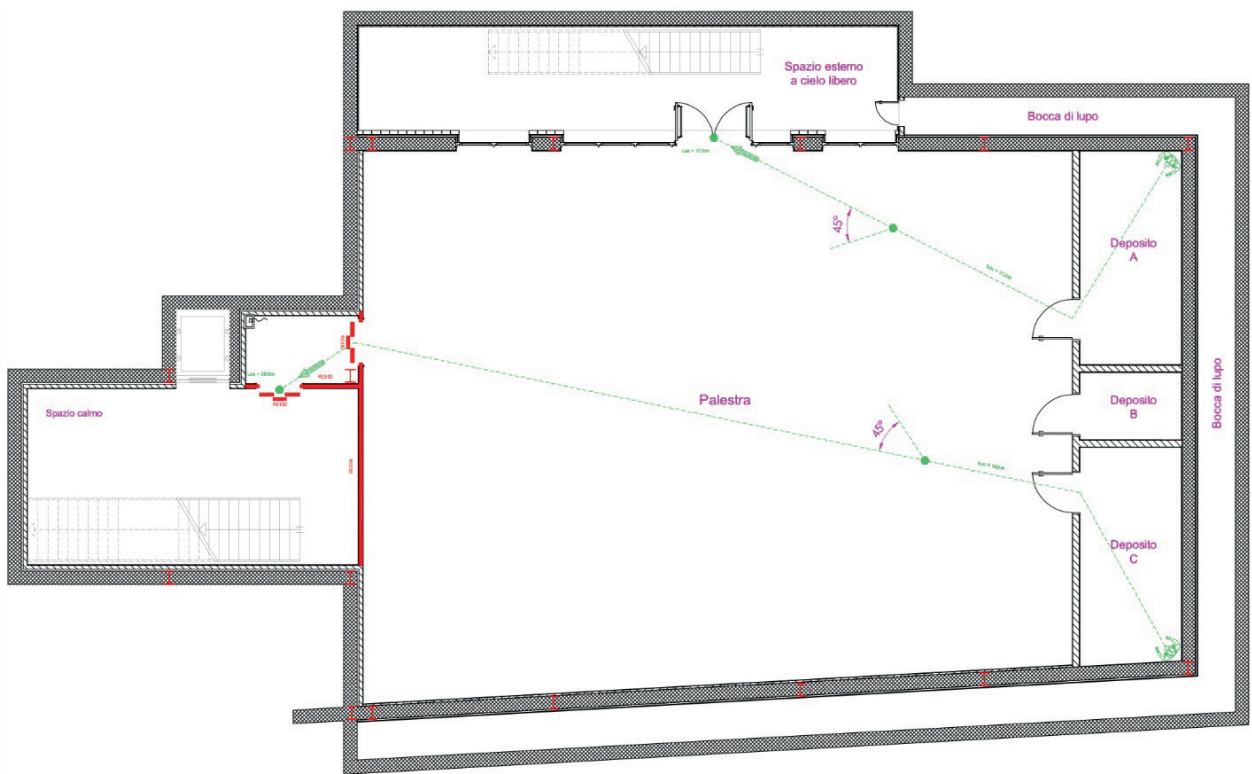 Spazio esterno
a cielo libero
Bocca di lupo
45°
Deposito
A
Bocca di lupo
Deposito
B
Palestra
Spazio calmo
45°
Deposito
C